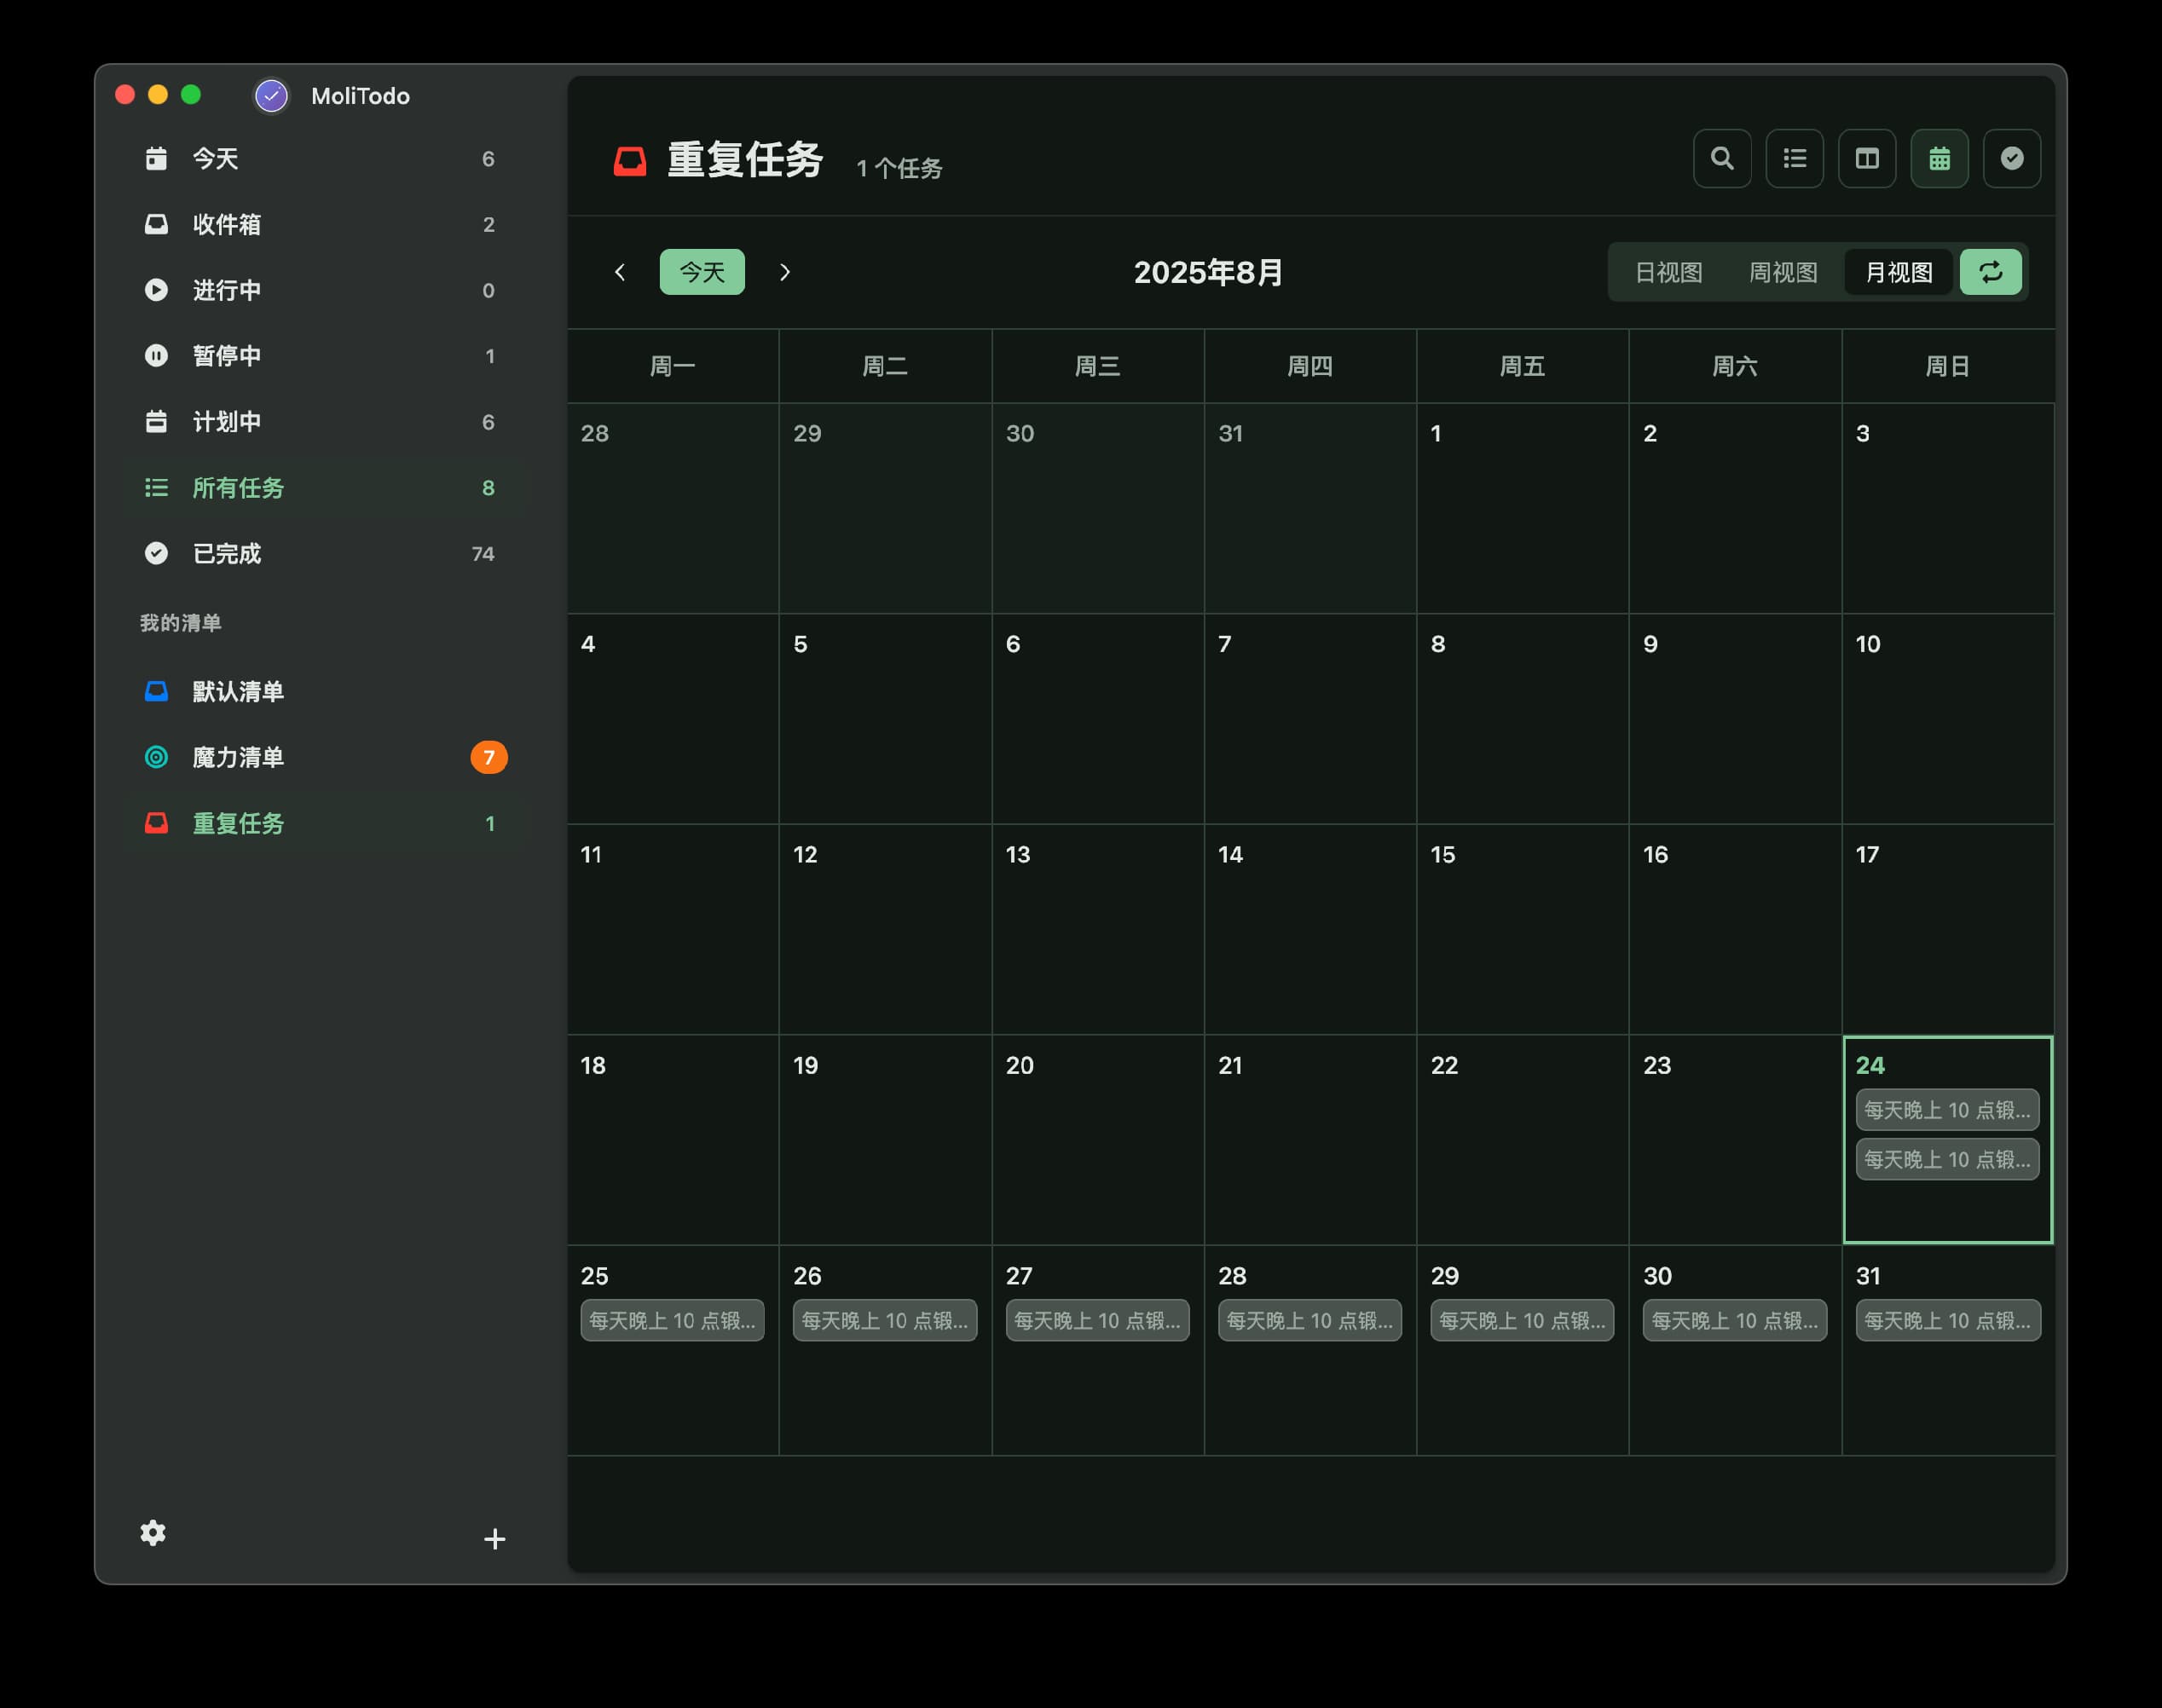 MoliTodo
今天 6
收件箱 2
进行中 0
暂停中 1
计划中 6
所有任务 8
已完成 74
我的清单
默认清单
魔力清单 7
重复任务 1
重复任务 1 个任务
今天 2025年8月 日视图 周视图 月视图
周一 周二 周三 周四 周五 周六 周日
28 29 30 31 1 2 3
4 5 6 7 8 9 10
11 12 13 14 15 16 17
18 19 20 21 22 23 24
每天晚上 10 点锻...
每天晚上 10 点锻...
25 26 27 28 29 30 31
每天晚上 10 点锻... 每天晚上 10 点锻... 每天晚上 10 点锻... 每天晚上 10 点锻... 每天晚上 10 点锻... 每天晚上 10 点锻... 每天晚上 10 点锻...